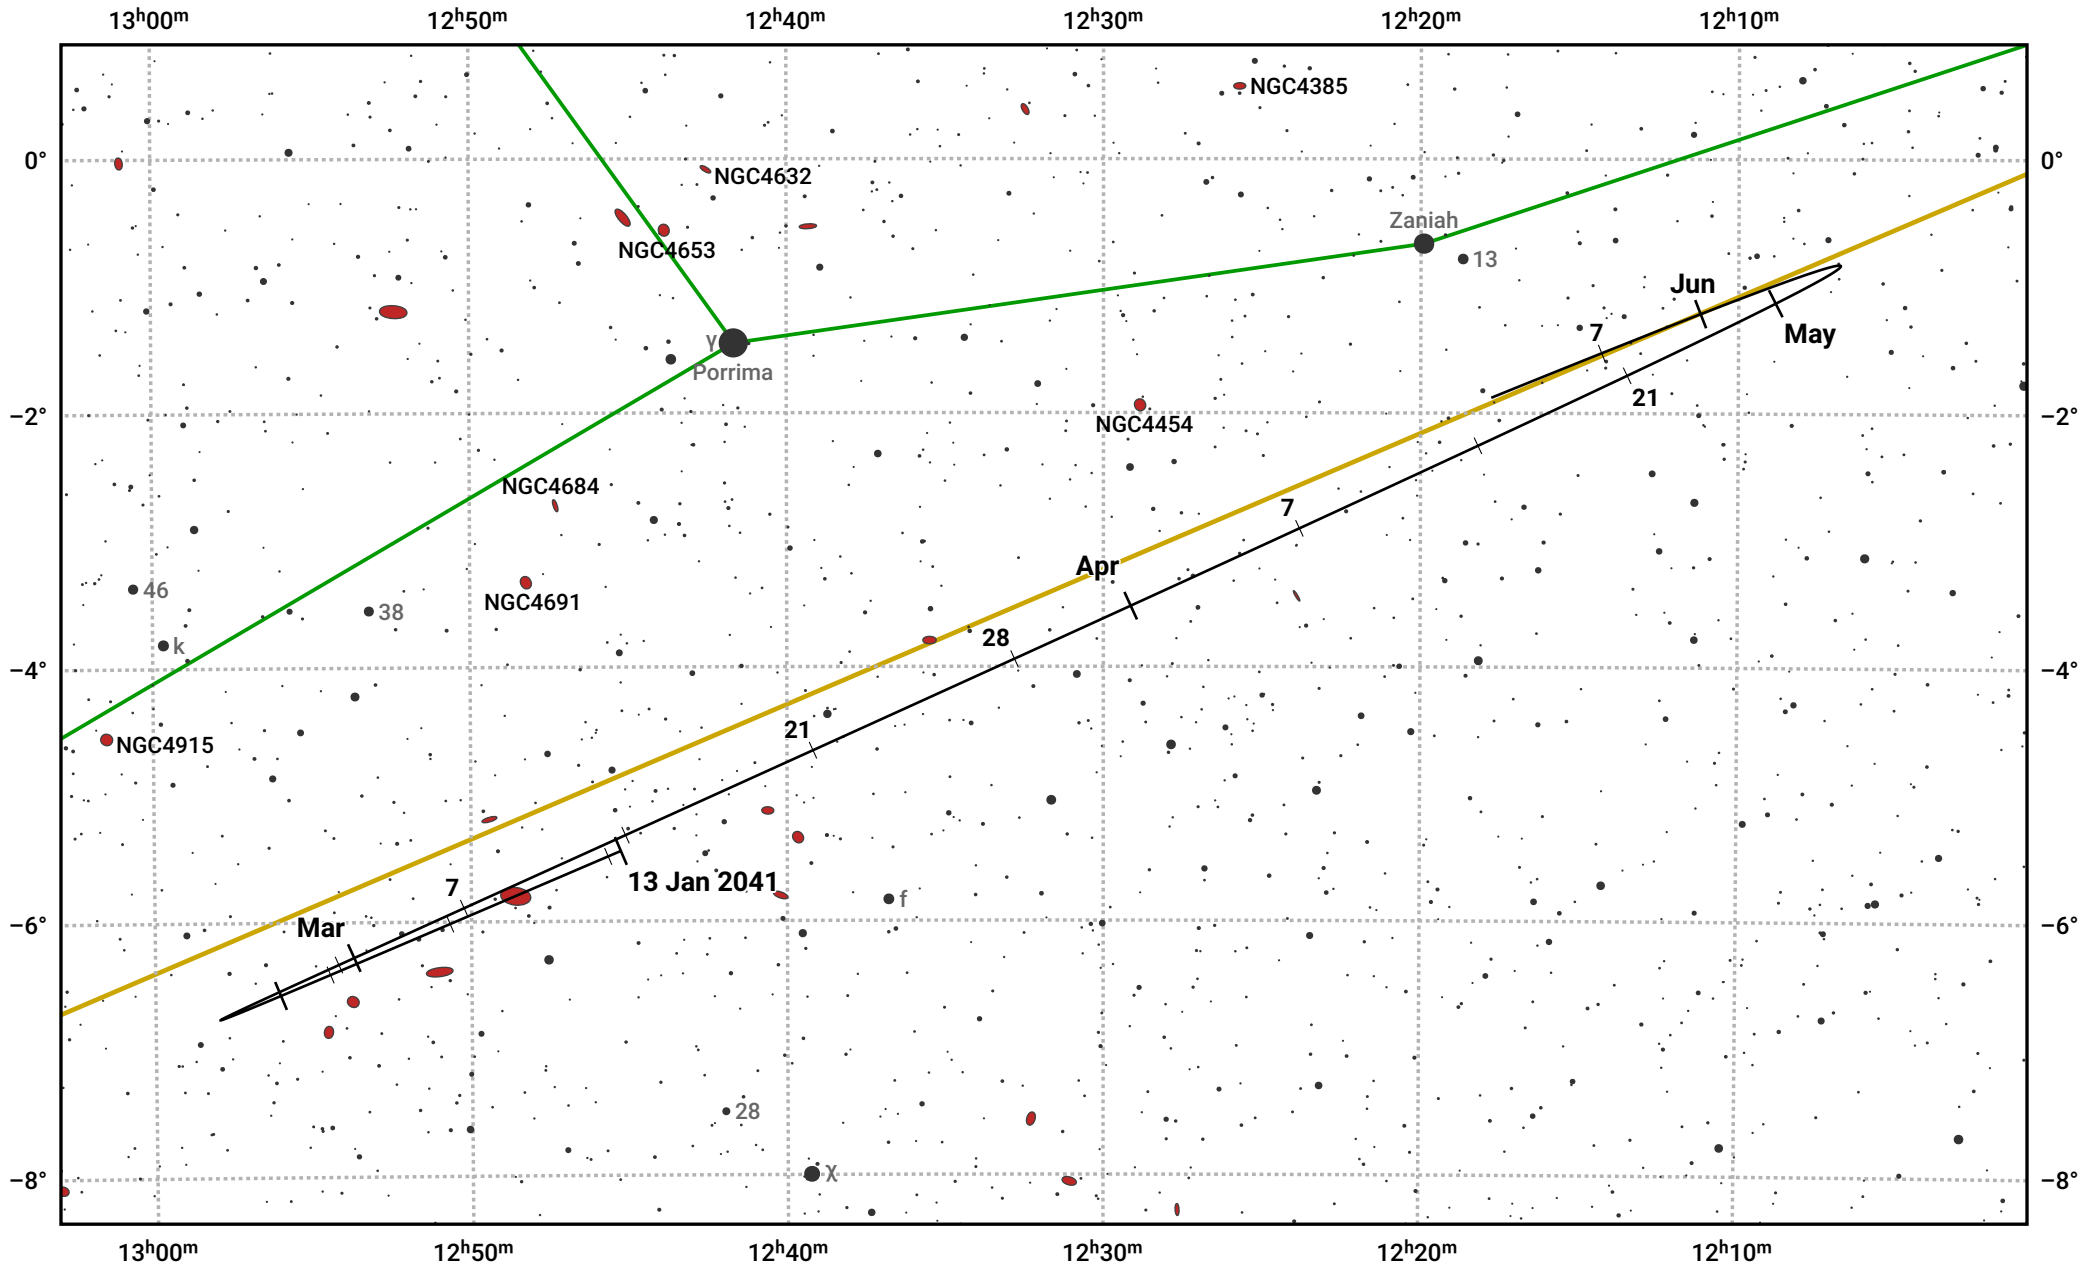 13h00m 12h50m 12h40m 12h30m 12h20m 12h10m
NGC4385
0° 0°
NGC4632
Zaniah
NGC4653
13
Jun
γ
7
May
Porrima
21
−2° −2°
NGC4454
NGC4684
7
Apr
46
NGC4691
38
28
k
−4° −4°
21
NGC4915
13 Jan 2041
7
f
Mar
−6° −6°
28
χ
−8° −8°
13h00m 12h50m 12h40m 12h30m 12h20m 12h10m